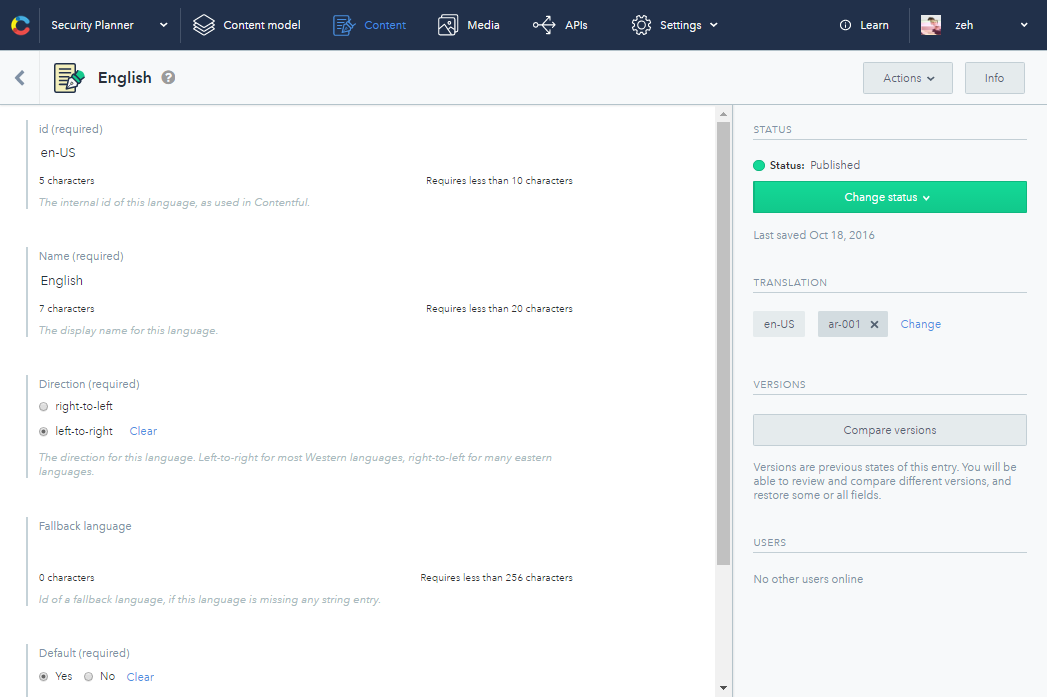 Security Planner
Content model
Content
Media
APIs
Settings
Learn
zeh
English
?
Actions
Info
id (required)
en-US
5 characters
Requires less than 10 characters
The internal id of this language, as used in Contentful.
Name (required)
English
7 characters
Requires less than 20 characters
The display name for this language.
Direction (required)
right-to-left
left-to-right Clear
The direction for this language. Left-to-right for most Western languages, right-to-left for many eastern
languages.
Fallback language
0 characters
Requires less than 256 characters
Id of a fallback language, if this language is missing any string entry.
Default (required)
Yes No Clear
STATUS
Status: Published
Change status
Last saved Oct 18, 2016
TRANSLATION
en-US ar-001 Change
VERSIONS
Compare versions
Versions are previous states of this entry. You will be
able to review and compare different versions, and
restore some or all fields.
USERS
No other users online